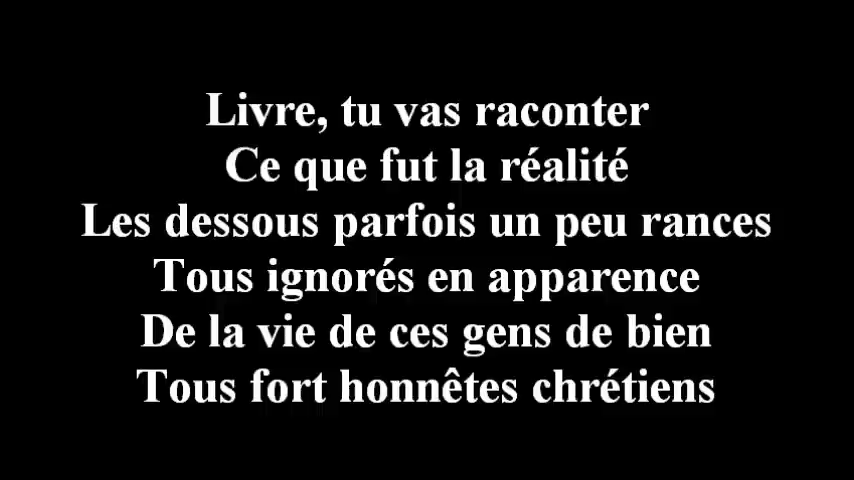 Livre, tu vas raconter
Ce que fut la réalité
Les dessous parfois un peu rances
Tous ignorés en apparence
De la vie de ces gens de bien
Tous fort honnêtes chrétiens